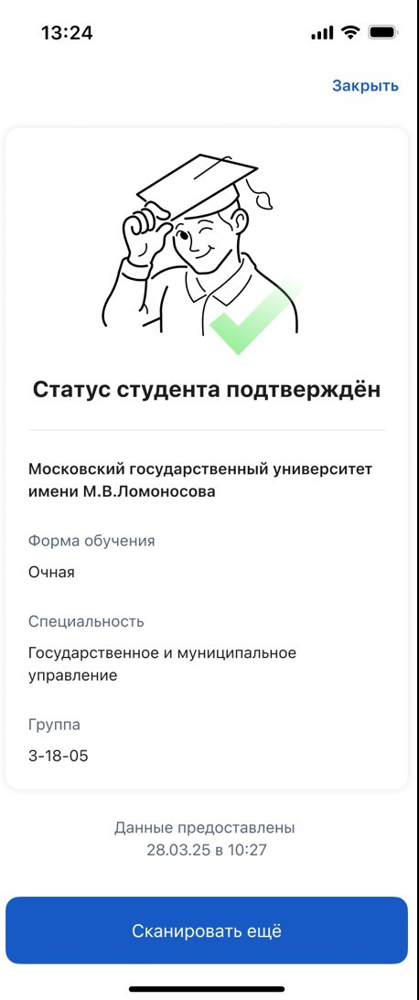 13:24
Закрыть
Статус студента подтверждён
Московский государственный университет
имени М.В.Ломоносова
Форма обучения
Очная
Специальность
Государственное и муниципальное
управление
Группа
3-18-05
Данные предоставлены
28.03.25 в 10:27
Сканировать ещё